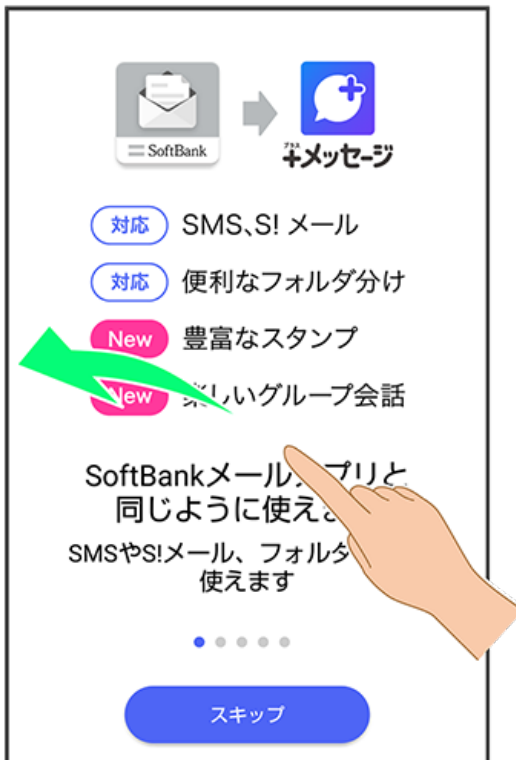 SoftBank
プラス
+メッセージ
対応 SMS、S! メール
対応 便利なフォルダ分け
New 豊富なスタンプ
New 楽しいグループ会話
SoftBankメールアプリと
同じように使えま
SMSやS!メール、フォルダ
使えます
スキップ